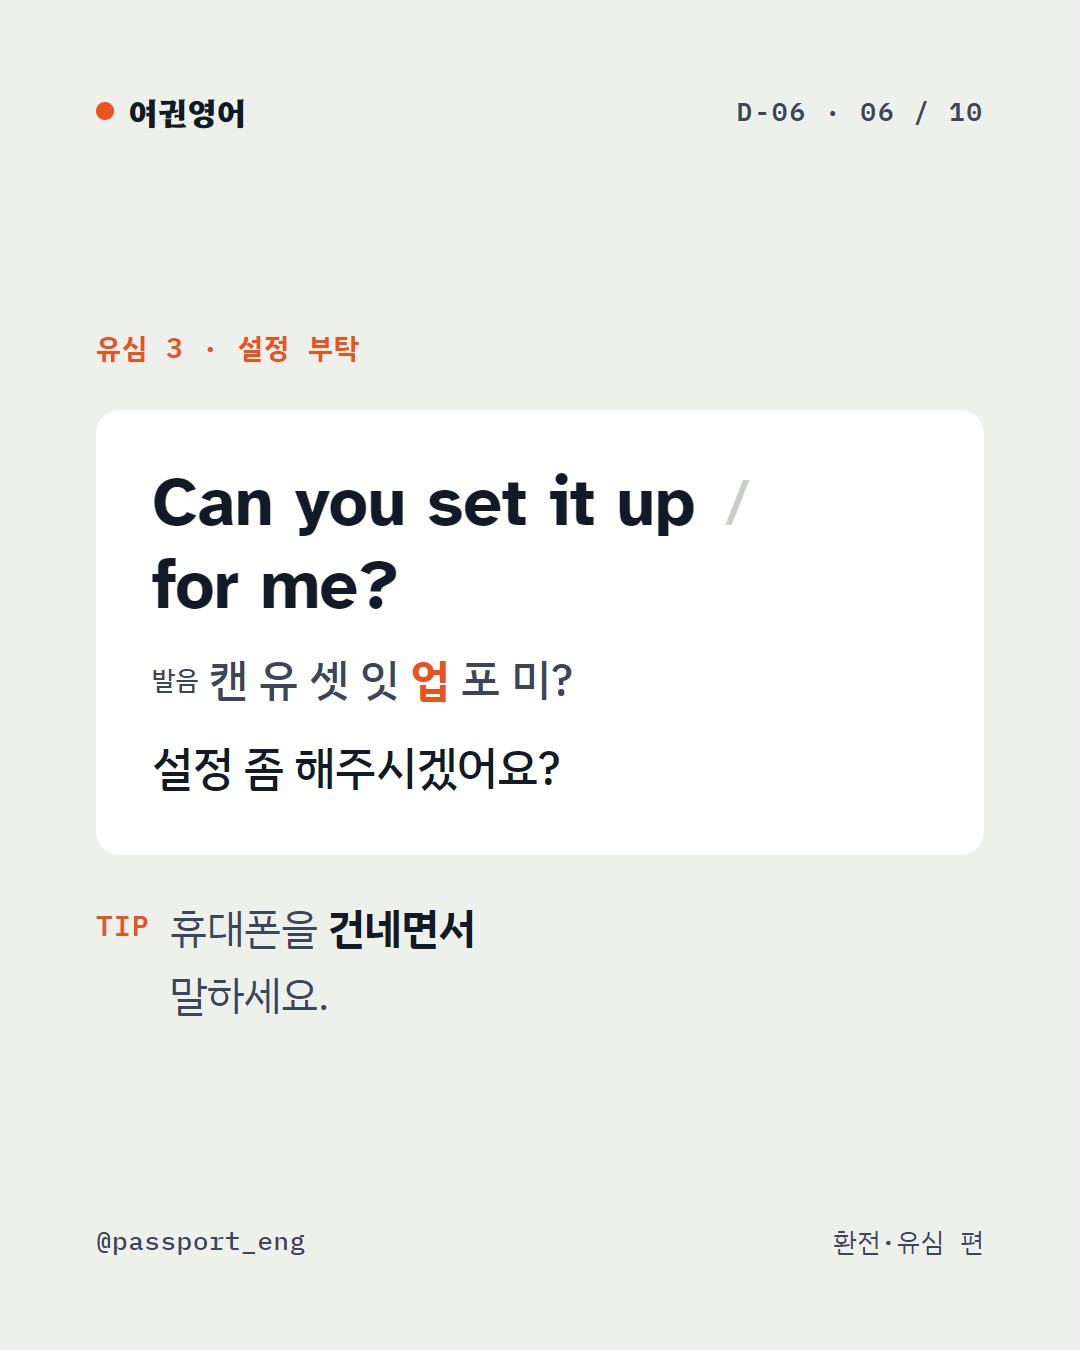 여권영어
D-06 · 06 / 10
유심 3 · 설정 부탁
Can you set it up /
for me?
발음 캔 유 셋 잇 업 포 미?
설정 좀 해주시겠어요?
TIP 휴대폰을 건네면서
말하세요.
@passport_eng
환전·유심 편